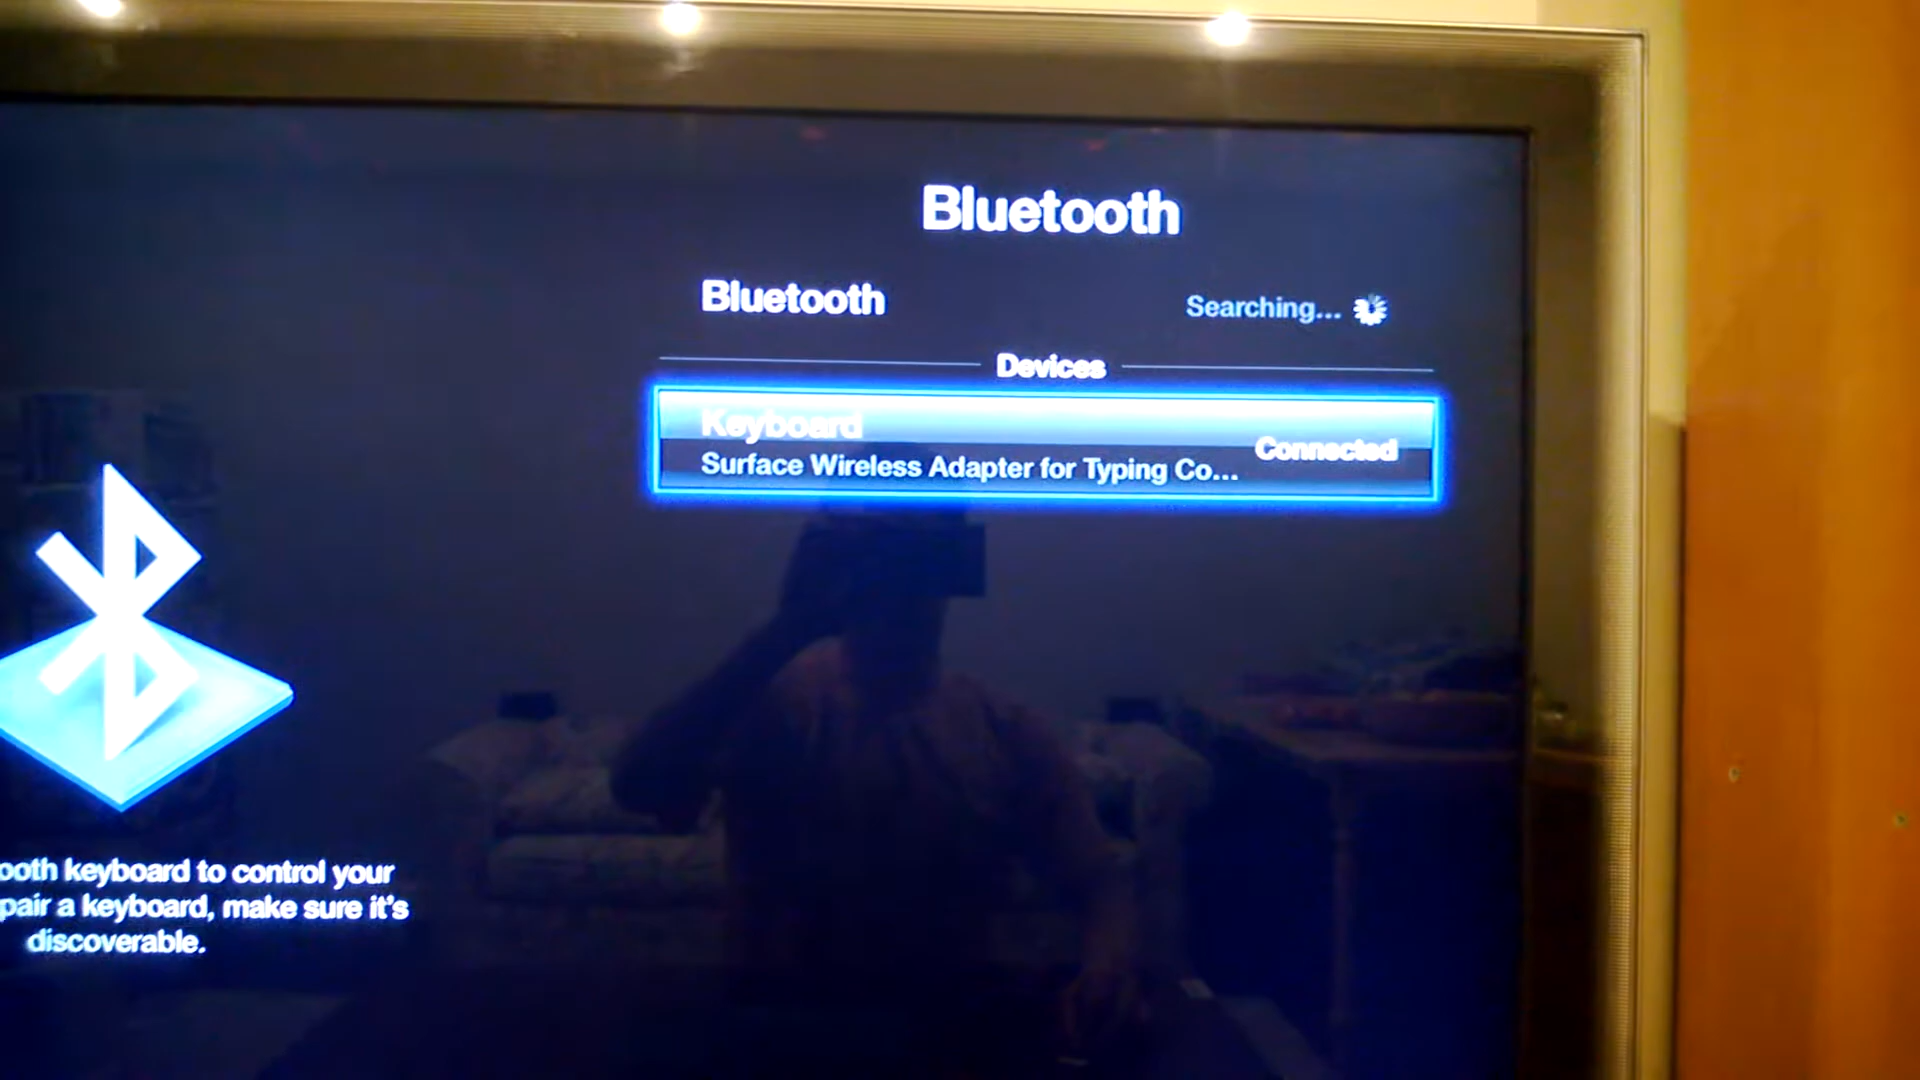 Bluetooth
Bluetooth Searching...
Devices
Keyboard
Connected
Surface Wireless Adapter for Typing Co...
ooth keyboard to control your
pair a keyboard, make sure it's
discoverable.